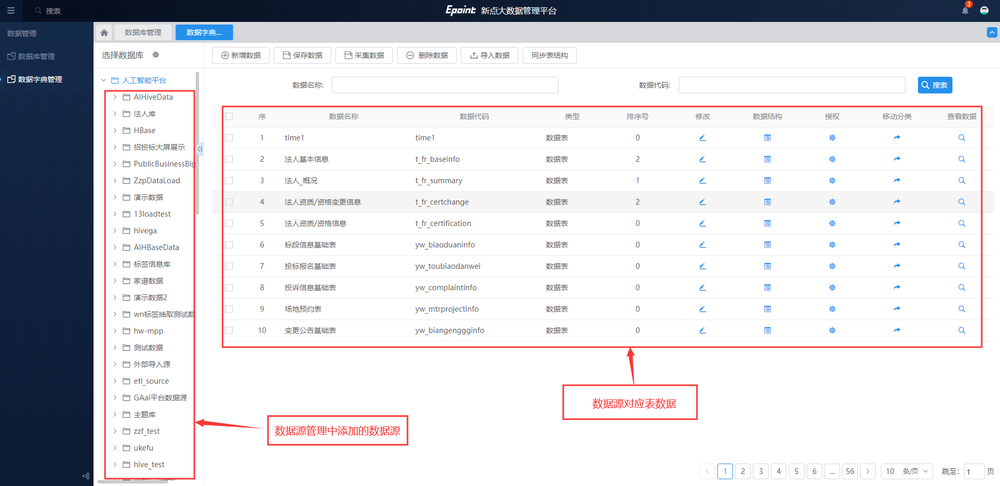 搜索
Epoint 新点大数据管理平台
3
数据管理
数据库管理
数据字典管理
数据库管理
数据字典...
选择数据库
新增数据
保存数据
采集数据
删除数据
导入数据
同步表结构
人工智能平台
AIHiveData
法人库
HBase
招投标大屏展示
PublicBusinessBig
ZzpDataLoad
演示数据
13loadtest
hivega
AIHBaseData
标签信息库
家谱数据
演示数据2
wn标签抽取测试数
hw-mpp
测试数据
外部导入源
etl_source
GAai平台数据源
主题库
zzf_test
ukefu
hive_test
数据名称:
数据代码:
搜索
序 数据名称 数据代码 类型 排序号 修改 数据结构 授权 移动分类 查看数据
1 time1 time1 数据表 0
2 法人基本信息 t_fr_baseinfo 数据表 2
3 法人_概况 t_fr_summary 数据表 1
4 法人资质/资格变更信息 t_fr_certchange 数据表 2
5 法人资质/资格信息 t_fr_certification 数据表 0
6 标段信息基础表 yw_biaoduaninfo 数据表 0
7 投标报名基础表 yw_toubiaodanwei 数据表 0
8 投诉信息基础表 yw_complaintinfo 数据表 0
9 场地预约表 yw_mtrprojectinfo 数据表 0
10 变更公告基础表 yw_biangenggginfo 数据表 0
数据源对应表数据
数据源管理中添加的数据源
1 2 3 4 5 6 ... 56 10 条/页 跳至: 1 页